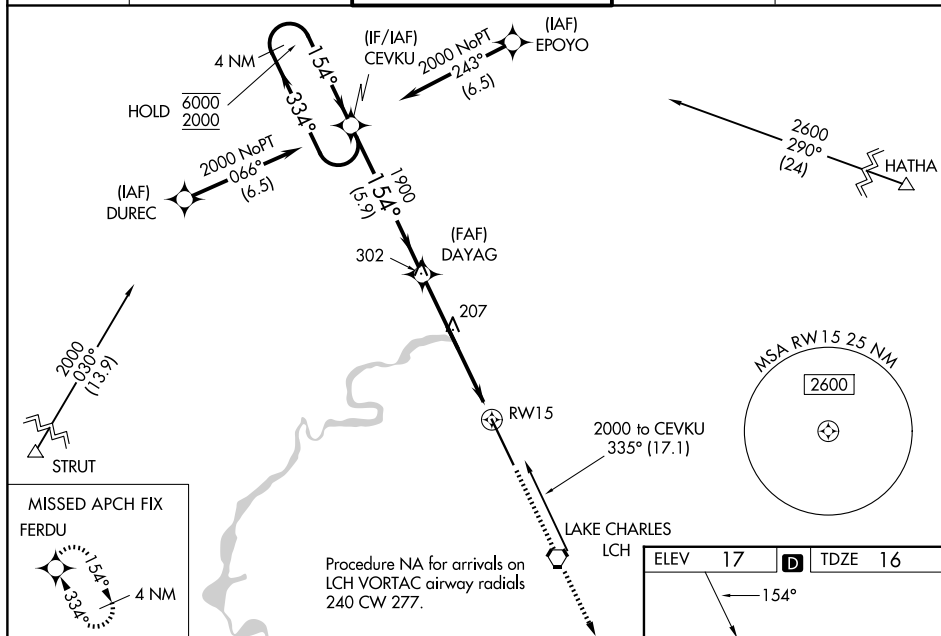 4 NM
HOLD
6000
2000
154°
334°
(IF/IAF)
CEVKU
2000 NoPT
243°
(6.5)
(IAF)
EPOYO
2600
290°
(24)
HATHA
2000 NoPT
066°
(6.5)
(IAF)
DUREC
1900
154°
(5.9)
(FAF)
DAYAG
302
207
2000
030°
(13.9)
STRUT
MSA RW15 25 NM
2600
RW15
2000 to CEVKU
335° (17.1)
LAKE CHARLES
LCH
MISSED APCH FIX
FERDU
154°
334°
4 NM
Procedure NA for arrivals on
LCH VORTAC airway radials
240 CW 277.
ELEV 17 D TDZE 16
154°